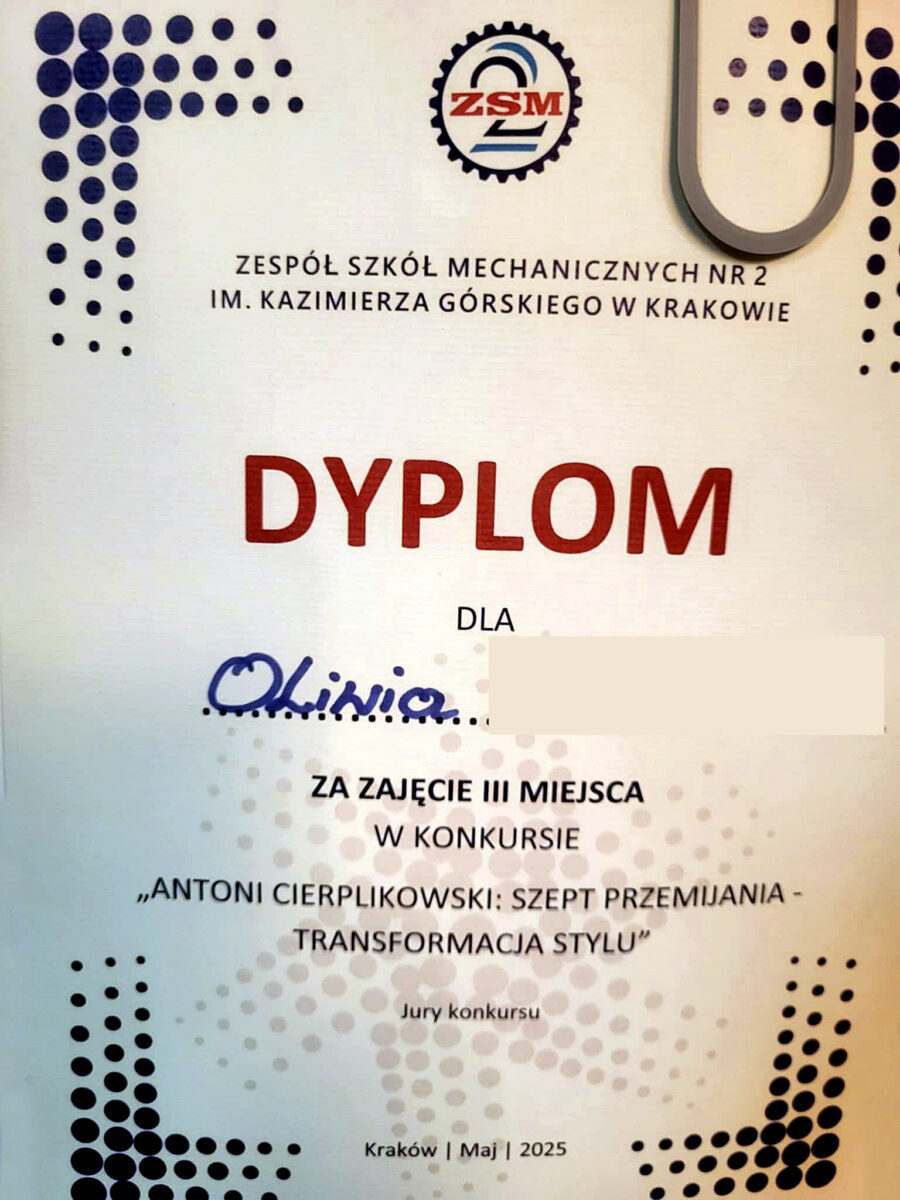 ZSM
2
ZESPÓŁ SZKÓŁ MECHANICZNYCH NR 2
IM. KAZIMIERZA GÓRSKIEGO W KRAKOWIE
DYPLOM
DLA
Oliwia
ZA ZAJĘCIE III MIEJSCA
W KONKURSIE
„ANTONI CIERPLIKOWSKI: SZEPT PRZEMIJANIA -
TRANSFORMACJA STYLU”
Jury konkursu
Kraków | Maj | 2025